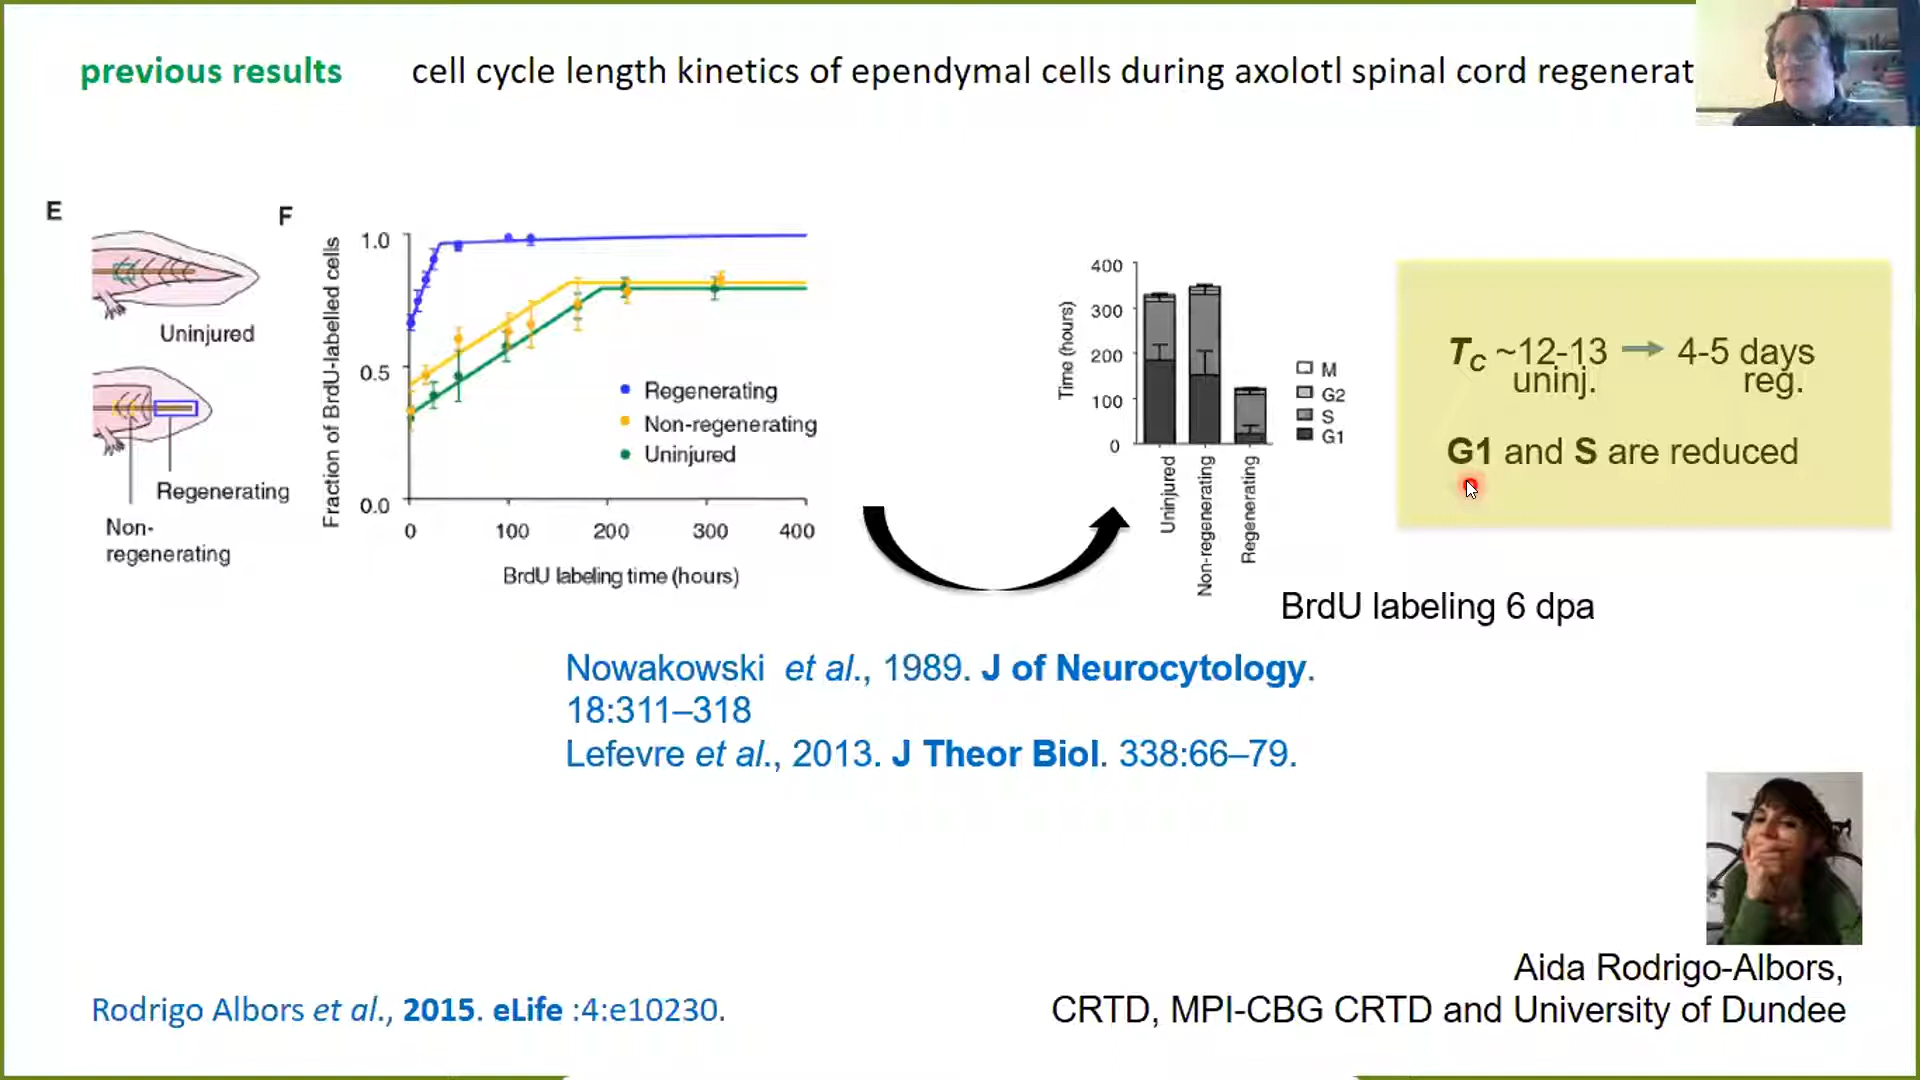 previous results cell cycle length kinetics of ependymal cells during axolotl spinal cord regenerat
E
Uninjured
Regenerating
Non-
regenerating
F
Fraction of BrdU-labelled cells
1.0
0.5
0.0
0 100 200 300 400
BrdU labeling time (hours)
Regenerating
Non-regenerating
Uninjured
Time (hours)
400
300
200
100
0
Uninjured
Non-regenerating
Regenerating
M
G2
S
G1
TC ~12-13 4-5 days
uninj. reg.
G1 and S are reduced
BrdU labeling 6 dpa
Nowakowski et al., 1989. J of Neurocytology.
18:311–318
Lefevre et al., 2013. J Theor Biol. 338:66–79.
Aida Rodrigo-Albors,
CRTD, MPI-CBG CRTD and University of Dundee
Rodrigo Albors et al., 2015. eLife :4:e10230.